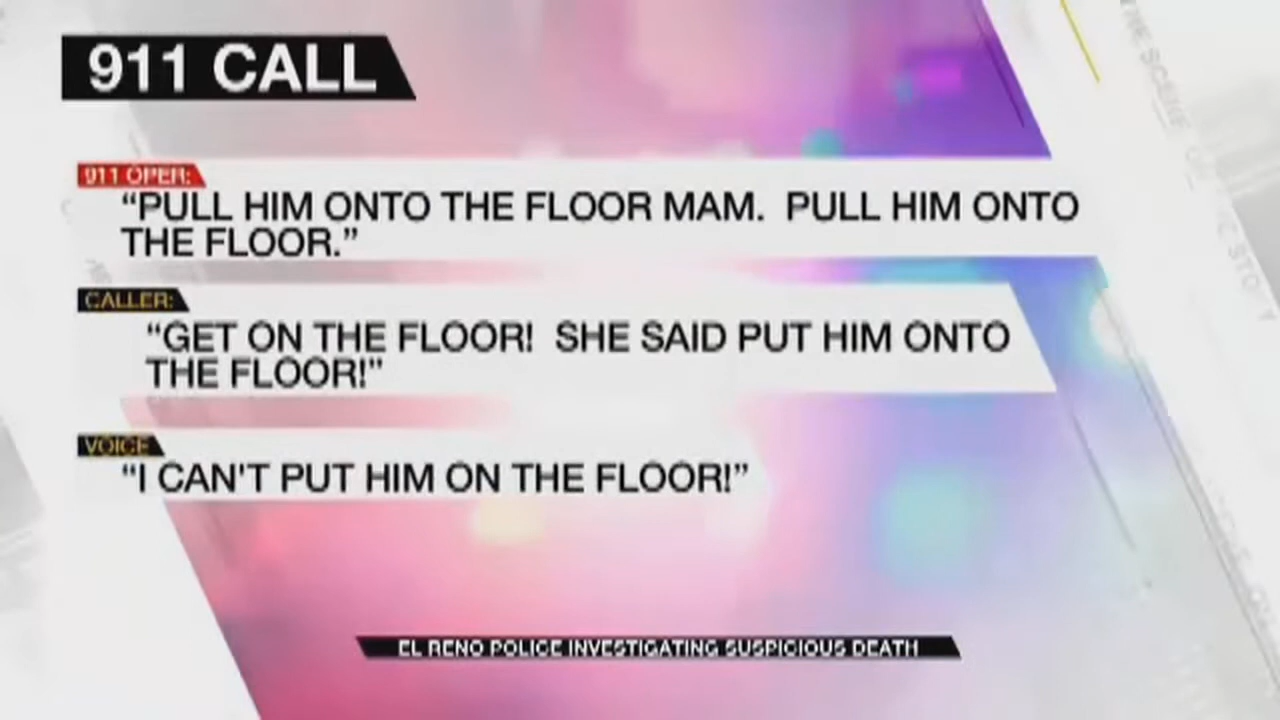 911 CALL
911 OPER:
“PULL HIM ONTO THE FLOOR MAM.  PULL HIM ONTO
THE FLOOR.”
CALLER:
“GET ON THE FLOOR!  SHE SAID PUT HIM ONTO
THE FLOOR!”
VOICE
“I CAN'T PUT HIM ON THE FLOOR!”
EL RENO POLICE INVESTIGATING SUSPICIOUS DEATH